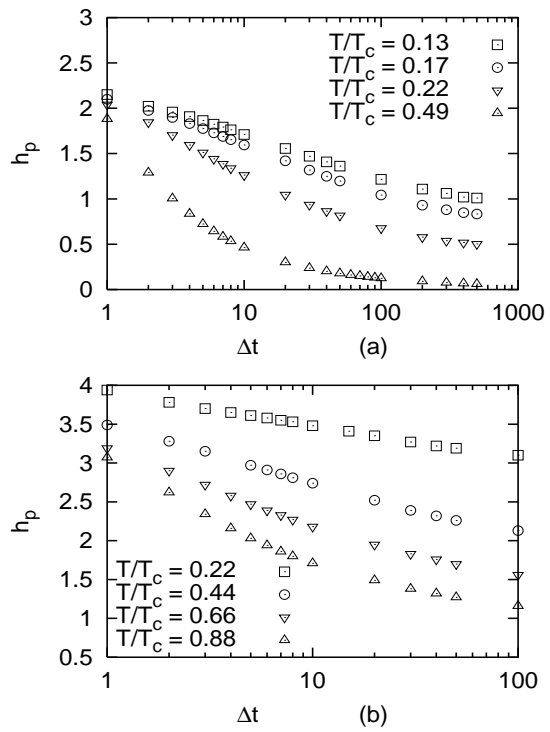 3
2.5
2
1.5
1
0.5
0
h_p
T/T_c = 0.13
T/T_c = 0.17
T/T_c = 0.22
T/T_c = 0.49
1 10 100 1000
Δt (a)
4
3.5
3
2.5
2
1.5
1
0.5
h_p
T/T_c = 0.22
T/T_c = 0.44
T/T_c = 0.66
T/T_c = 0.88
1 10 100
Δt (b)